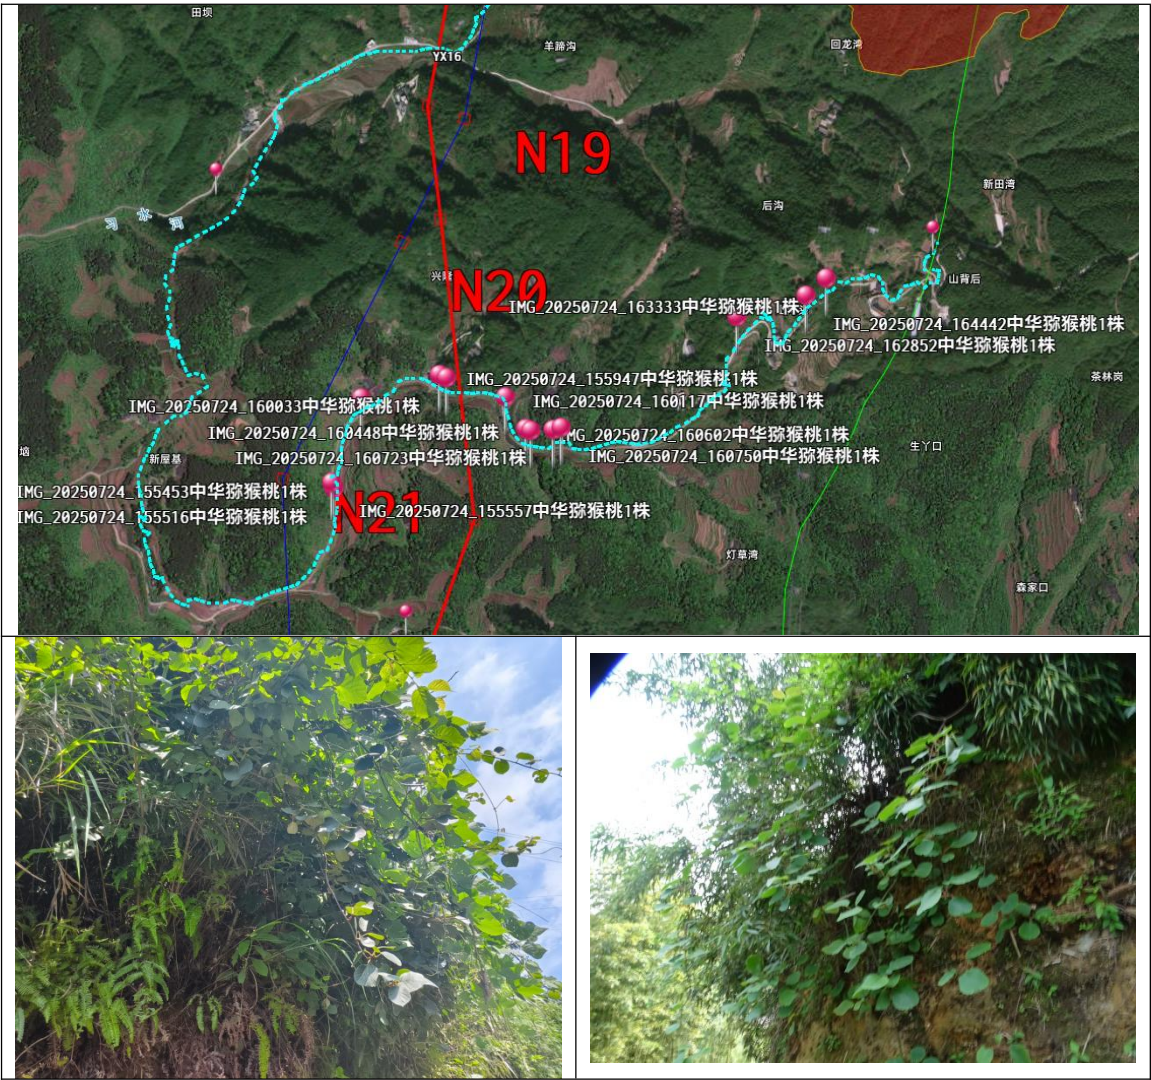 田坝
羊蹄沟
回龙湾
YX16
N19
新田湾
后沟
河
兴隆
N20
山背后
IMG_20250724_163333中华猕猴桃1株
IMG_20250724_164442中华猕猴桃1株
IMG_20250724_162852中华猕猴桃1株
茶林岗
IMG_20250724_155947中华猕猴桃1株
IMG_20250724_160117中华猕猴桃1株
IMG_20250724_160033中华猕猴桃1株
IMG_20250724_160448中华猕猴桃1株
IMG_20250724_160602中华猕猴桃1株
生丫口
垴
新屋基
IMG_20250724_160723中华猕猴桃1株
IMG_20250724_160750中华猕猴桃1株
IMG_20250724_155453中华猕猴桃1株
IMG_20250724_155516中华猕猴桃1株
N21
IMG_20250724_155557中华猕猴桃1株
灯草湾
森家口